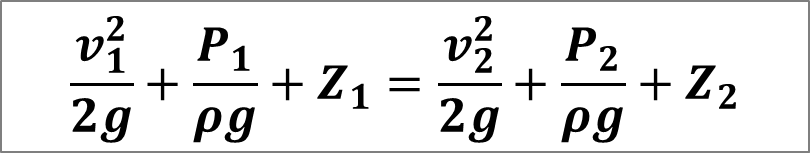 v₁²/2g + P₁/ρg + Z₁ = v₂²/2g + P₂/ρg + Z₂